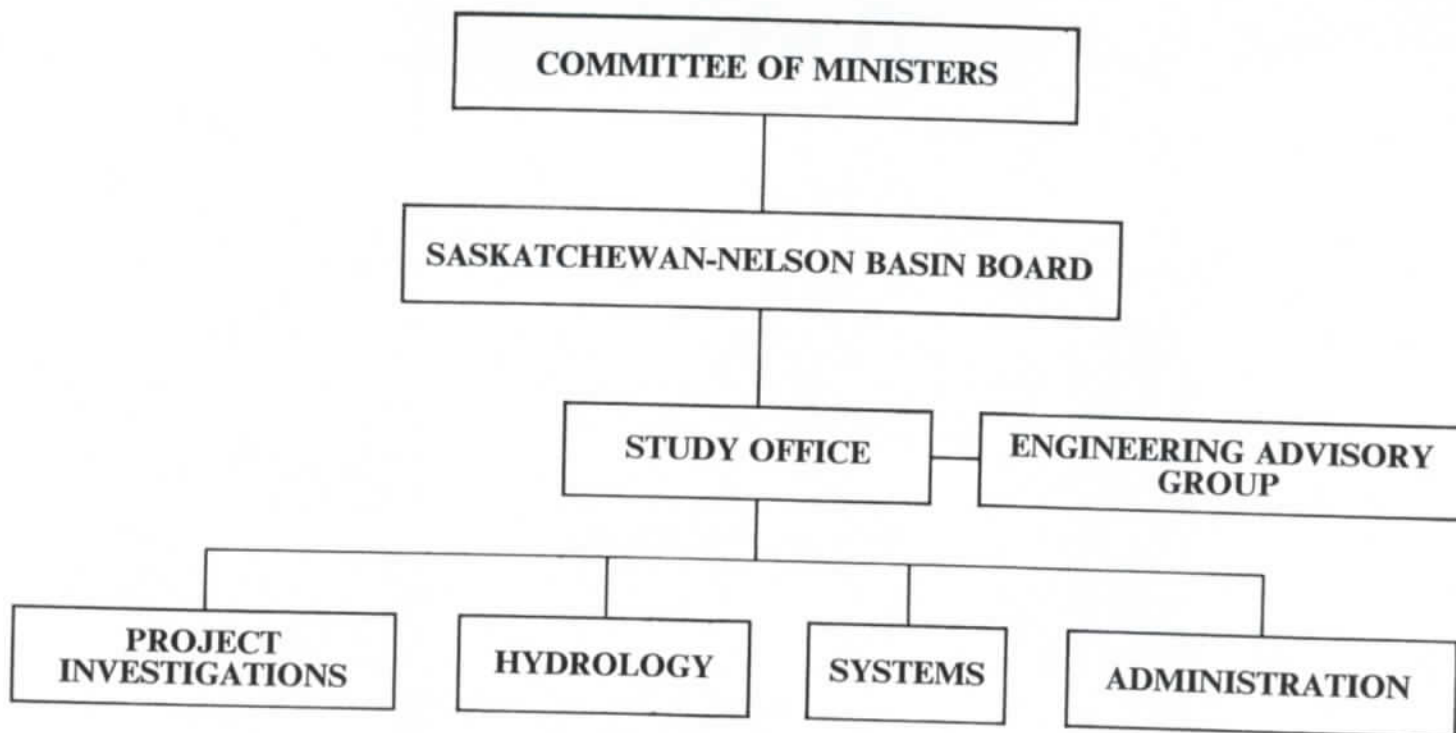 COMMITTEE OF MINISTERS
SASKATCHEWAN-NELSON BASIN BOARD
STUDY OFFICE
ENGINEERING ADVISORY
GROUP
PROJECT
INVESTIGATIONS
HYDROLOGY
SYSTEMS
ADMINISTRATION